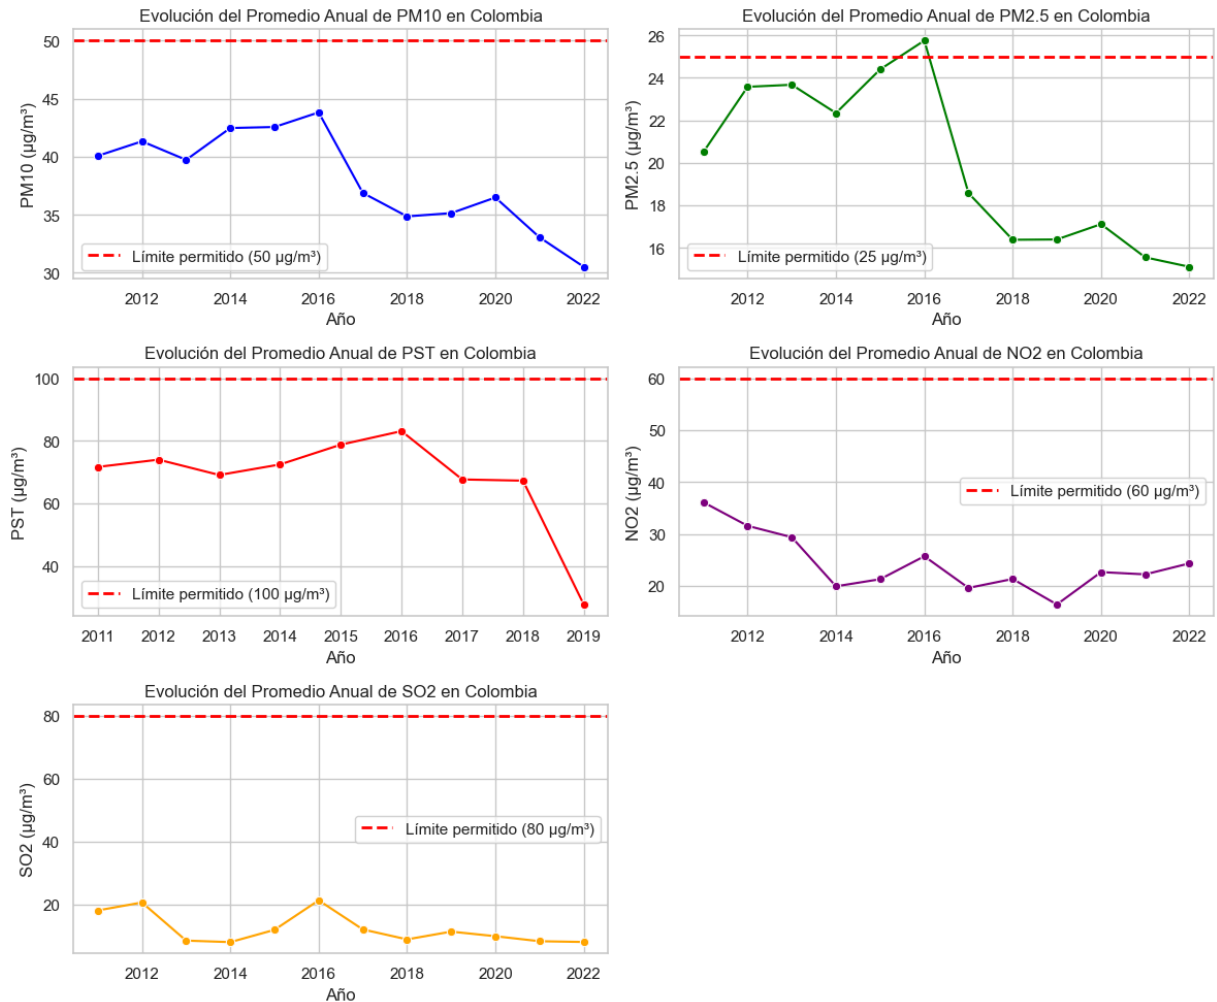 Evolución del Promedio Anual de PM10 en Colombia
PM10 (µg/m³)
50
45
40
35
30
Límite permitido (50 µg/m³)
2012 2014 2016 2018 2020 2022
Año
Evolución del Promedio Anual de PM2.5 en Colombia
PM2.5 (µg/m³)
26
24
22
20
18
16
Límite permitido (25 µg/m³)
2012 2014 2016 2018 2020 2022
Año
Evolución del Promedio Anual de PST en Colombia
PST (µg/m³)
100
80
60
40
Límite permitido (100 µg/m³)
2011 2012 2013 2014 2015 2016 2017 2018 2019
Año
Evolución del Promedio Anual de NO2 en Colombia
NO2 (µg/m³)
60
50
40
30
20
Límite permitido (60 µg/m³)
2012 2014 2016 2018 2020 2022
Año
Evolución del Promedio Anual de SO2 en Colombia
SO2 (µg/m³)
80
60
40
20
Límite permitido (80 µg/m³)
2012 2014 2016 2018 2020 2022
Año